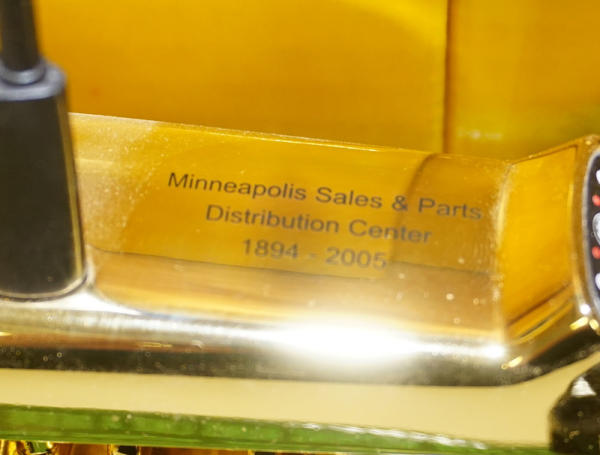 Minneapolis Sales & Parts
Distribution Center
1894 - 2005